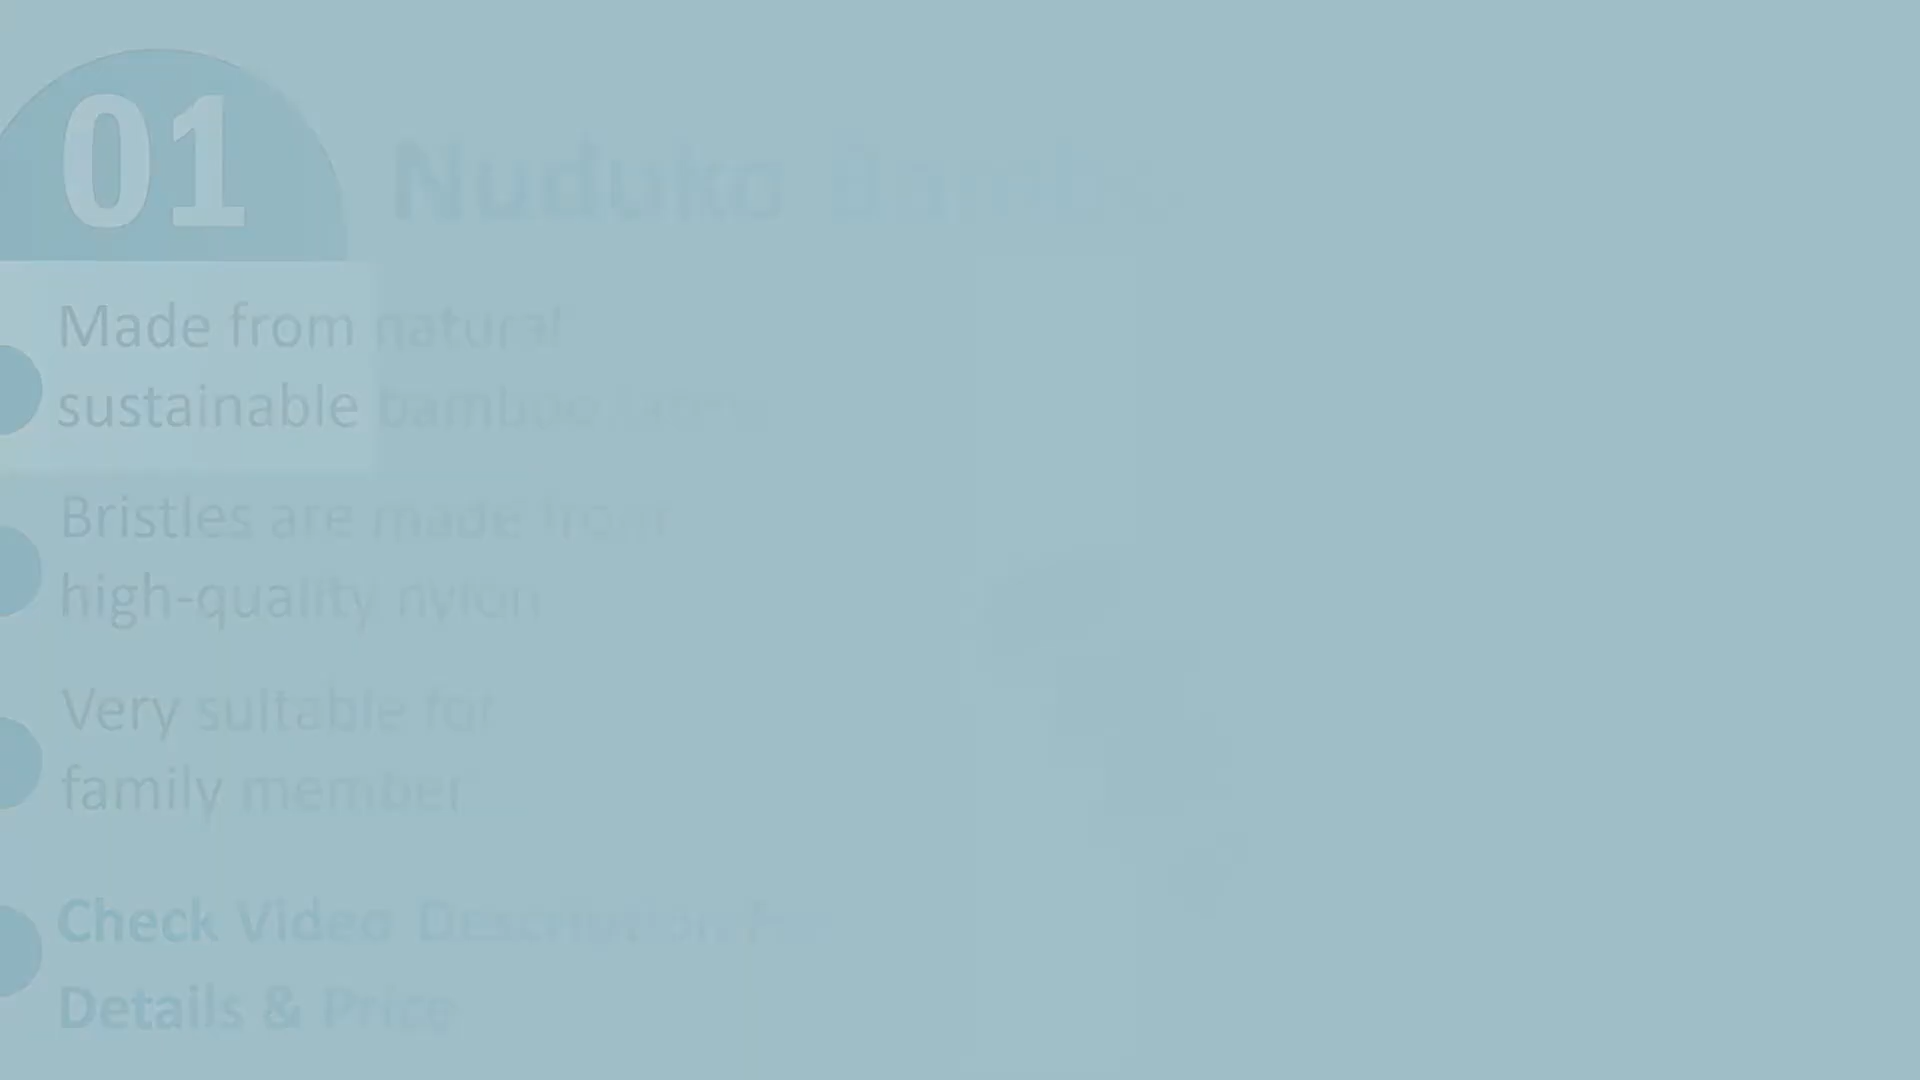 01
Nuduko
Made from natural
sustainable bamboo
Bristles are made from
high-quality nylon
Very suitable for
family member
Check Video Description
Details & Price